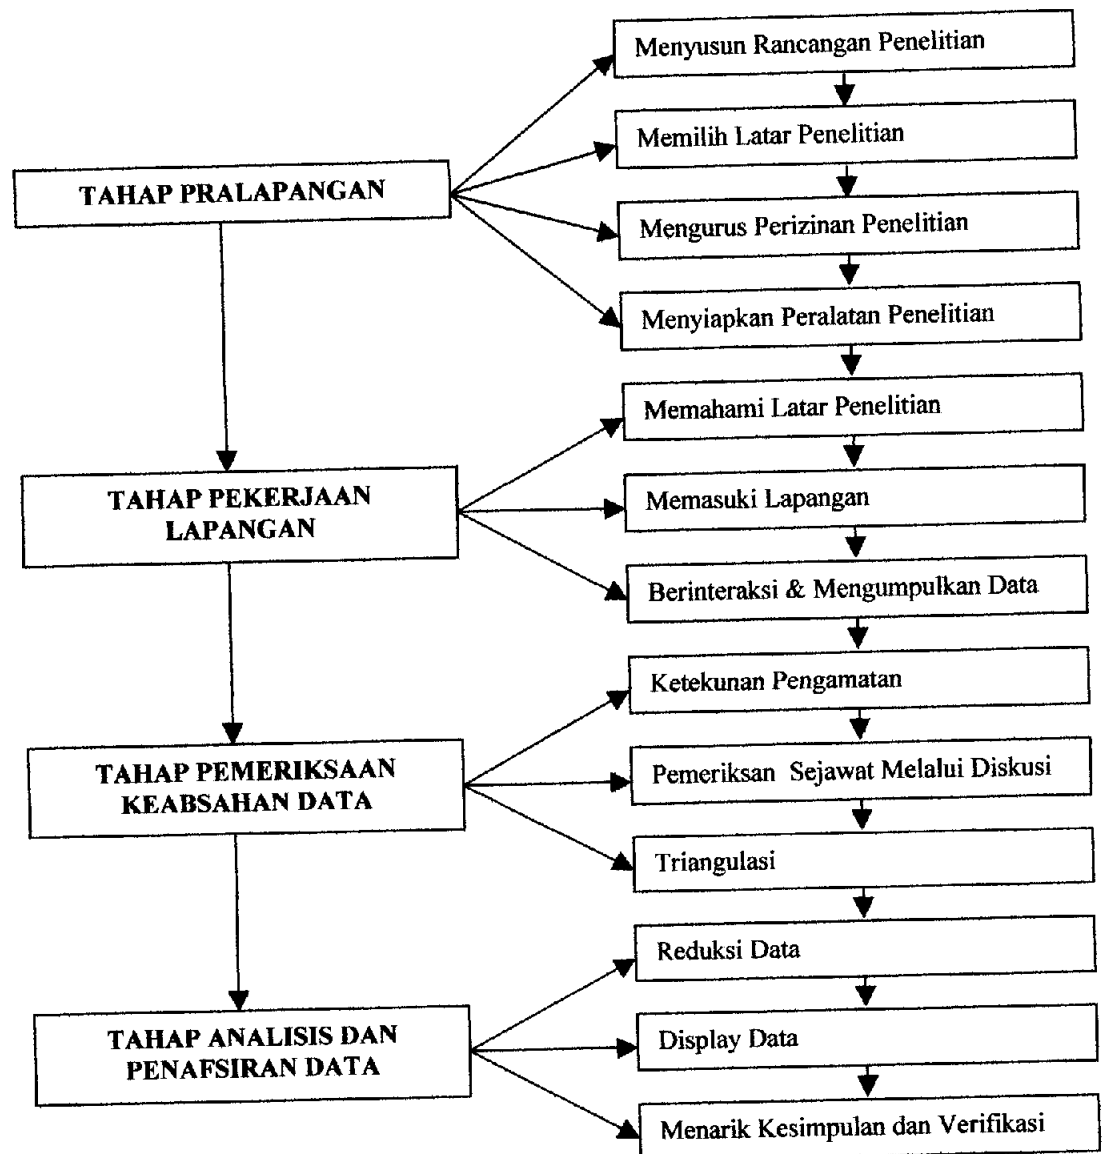 Menyusun Rancangan Penelitian
Memilih Latar Penelitian
TAHAP PRALAPANGAN
Mengurus Perizinan Penelitian
Menyiapkan Peralatan Penelitian
Memahami Latar Penelitian
TAHAP PEKERJAAN
LAPANGAN
Memasuki Lapangan
Berinteraksi & Mengumpulkan Data
Ketekunan Pengamatan
TAHAP PEMERIKSAAN
KEABSAHAN DATA
Pemeriksan Sejawat Melalui Diskusi
Triangulasi
Reduksi Data
TAHAP ANALISIS DAN
PENAFSIRAN DATA
Display Data
Menarik Kesimpulan dan Verifikasi